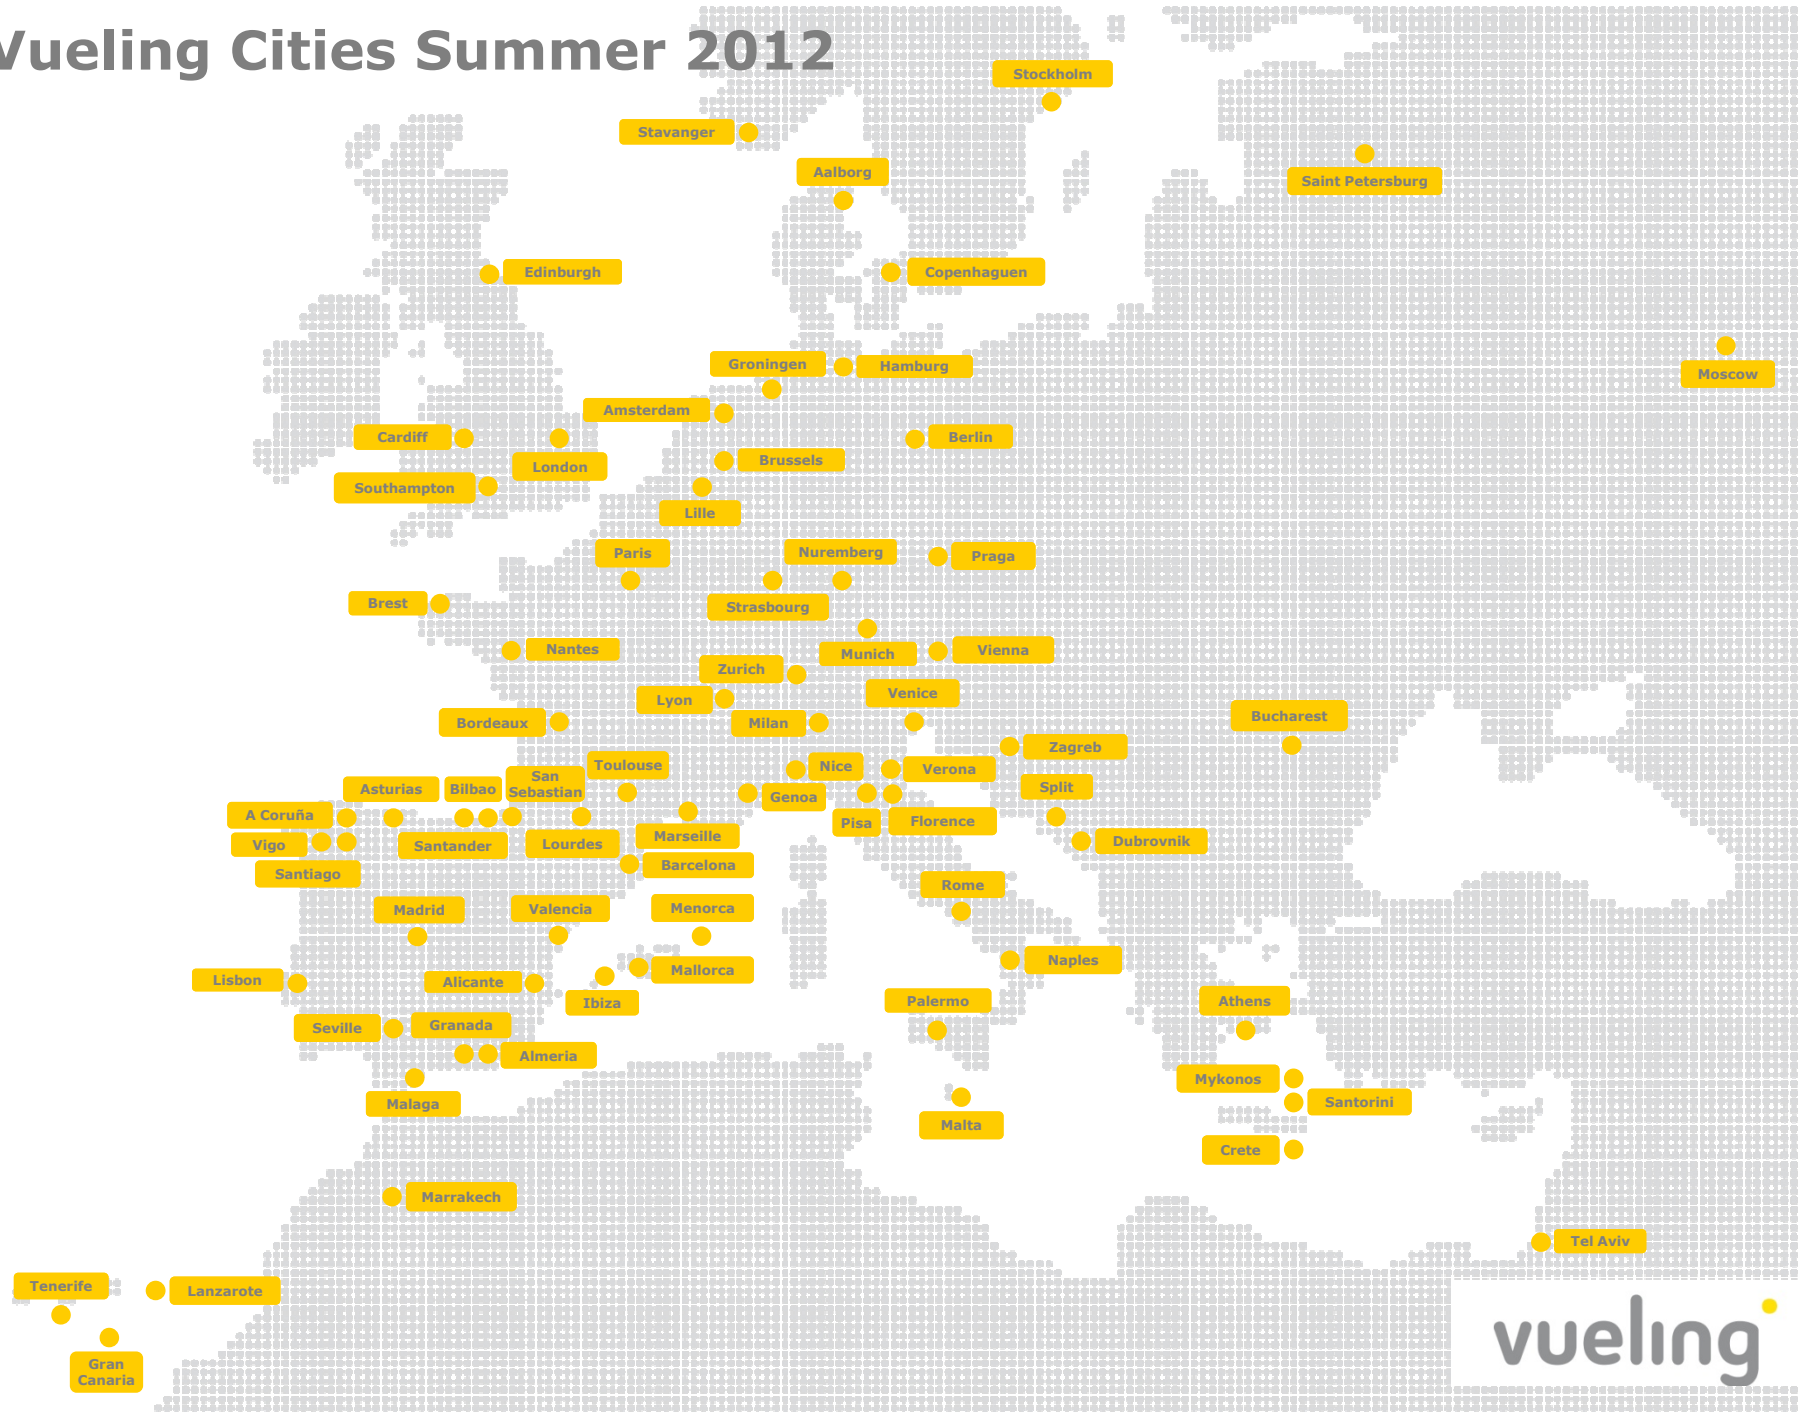 Vueling Cities Summer 2012
Stockholm
Stavanger
Aalborg
Saint Petersburg
Edinburgh
Copenhaguen
Moscow
Groningen
Hamburg
Amsterdam
Cardiff
London
Berlin
Brussels
Southampton
Lille
Paris
Nuremberg
Praga
Brest
Strasbourg
Nantes
Munich
Vienna
Zurich
Lyon
Venice
Milan
Bordeaux
Bucharest
Zagreb
Toulouse
Nice
Verona
Asturias
Bilbao
San
Sebastian
Genoa
Split
A Coruña
Pisa
Florence
Vigo
Santander
Lourdes
Marseille
Dubrovnik
Santiago
Barcelona
Rome
Madrid
Valencia
Menorca
Lisbon
Alicante
Mallorca
Naples
Ibiza
Palermo
Athens
Seville
Granada
Almeria
Mykonos
Malaga
Santorini
Malta
Crete
Marrakech
Tel Aviv
Tenerife
Lanzarote
Gran
Canaria
vueling